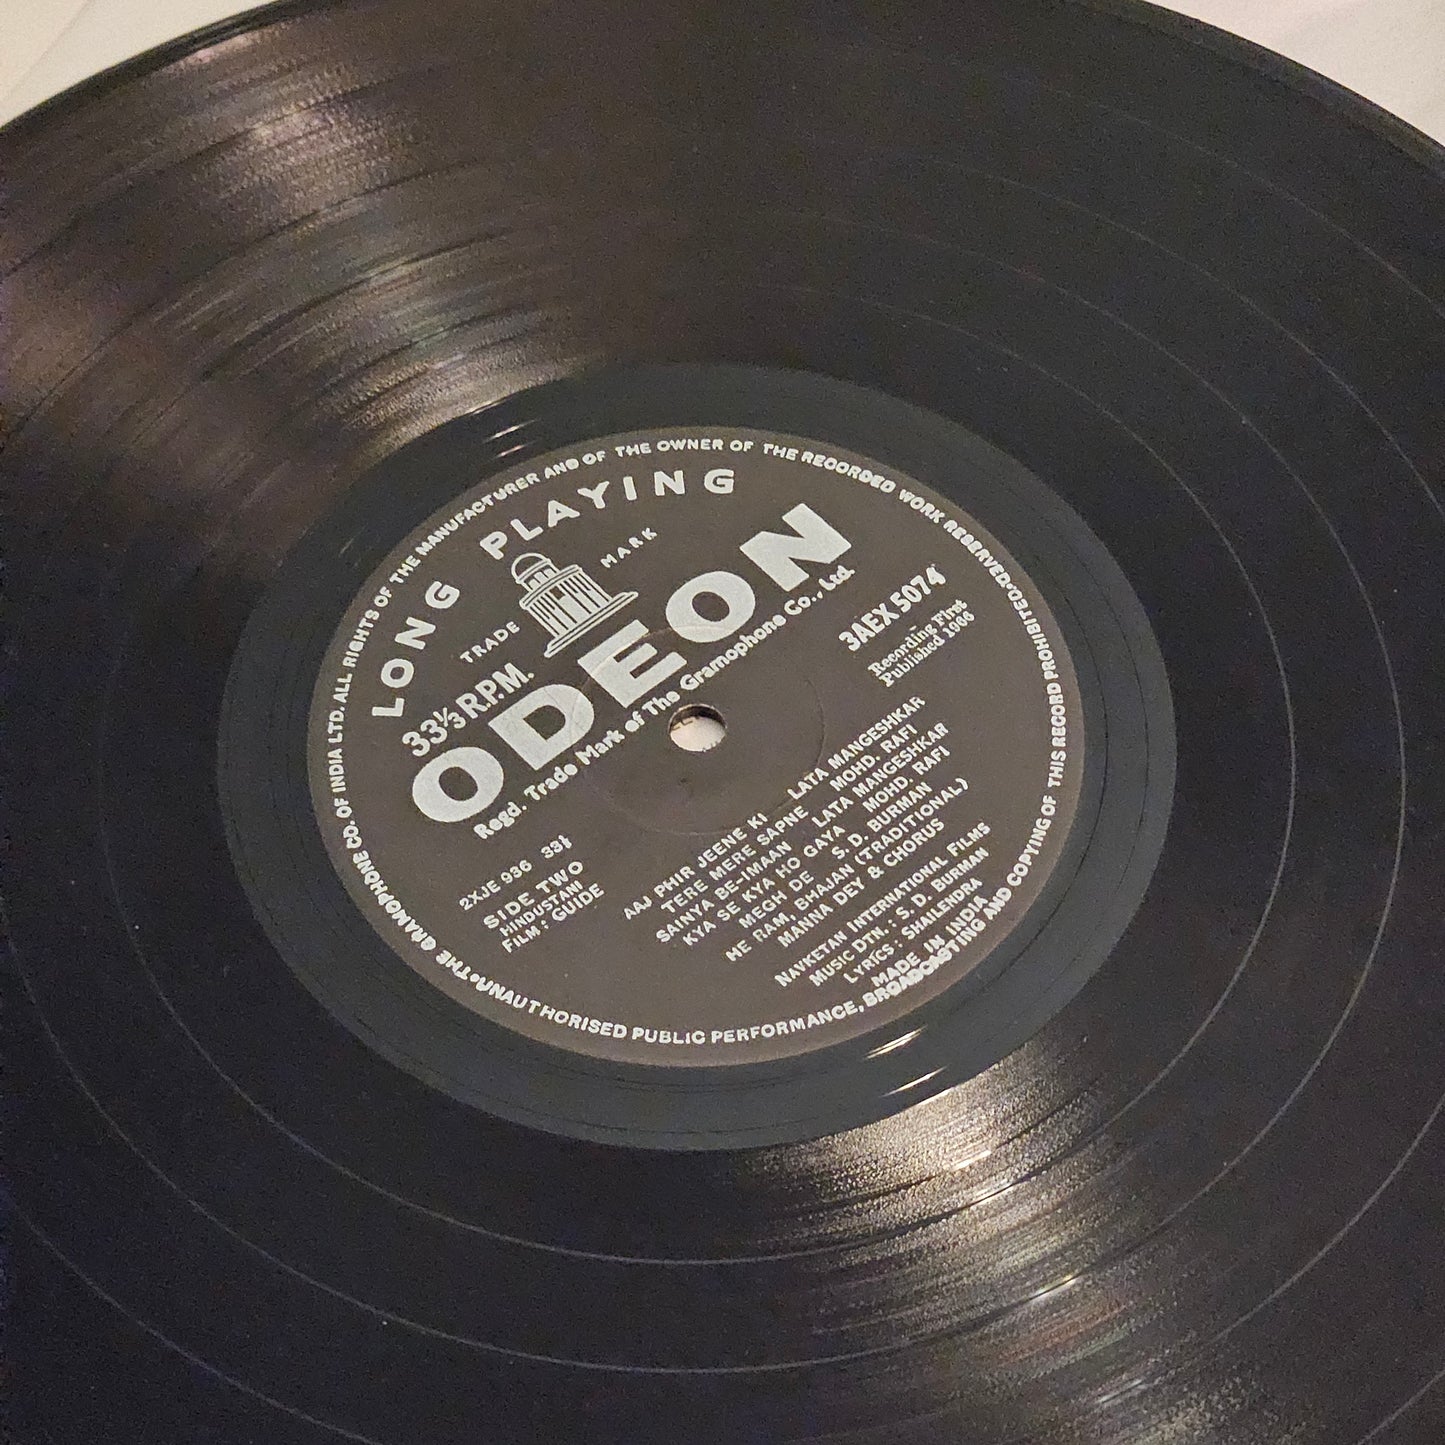 THE GRAMOPHONE CO. OF INDIA LTD. ALL RIGHTS OF THE MANUFACTURER AND OF THE OWNER OF THE RECORDED WORK RESERVED. UNAUTHORISED PUBLIC PERFORMANCE, BROADCASTING AND COPYING OF THIS RECORD PROHIBITED.
LONG PLAYING
TRADE MARK
33⅓ R.P.M.
ODEON
Regd. Trade Mark of The Gramophone Co., Ltd.
3AEX 5074
Recording First
Published 1966
2XJE 936 33⅓
SIDE TWO
HINDUSTANI
FILM : GUIDE
AAJ PHIR JEENE KI - LATA MANGESHKAR
TERE MERE SAPNE - MOHD. RAFI
SAINYA BE-IMAAN - LATA MANGESHKAR
KYA SE KYA HO GAYA - MOHD. RAFI
MEGH DE - S. D. BURMAN
HE RAM, BHAJAN (TRADITIONAL)
MANNA DEY & CHORUS
NAVKETAN INTERNATIONAL FILMS
MUSIC DTN. : S. D. BURMAN
LYRICS : SHAILENDRA
MADE IN INDIA